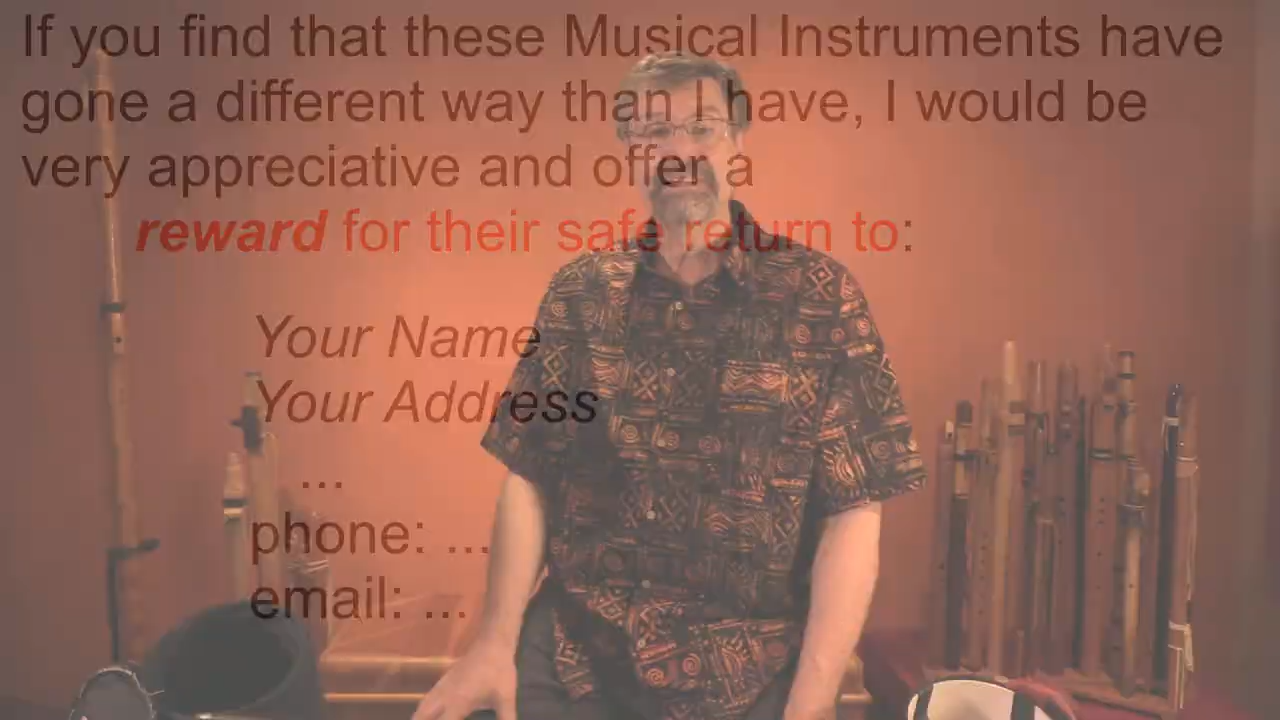 If you find that these Musical Instruments have
gone a different way than I have, I would be
very appreciative and offer a
reward for their safe return to:
Your Name
Your Address
...
phone: ...
email: ...